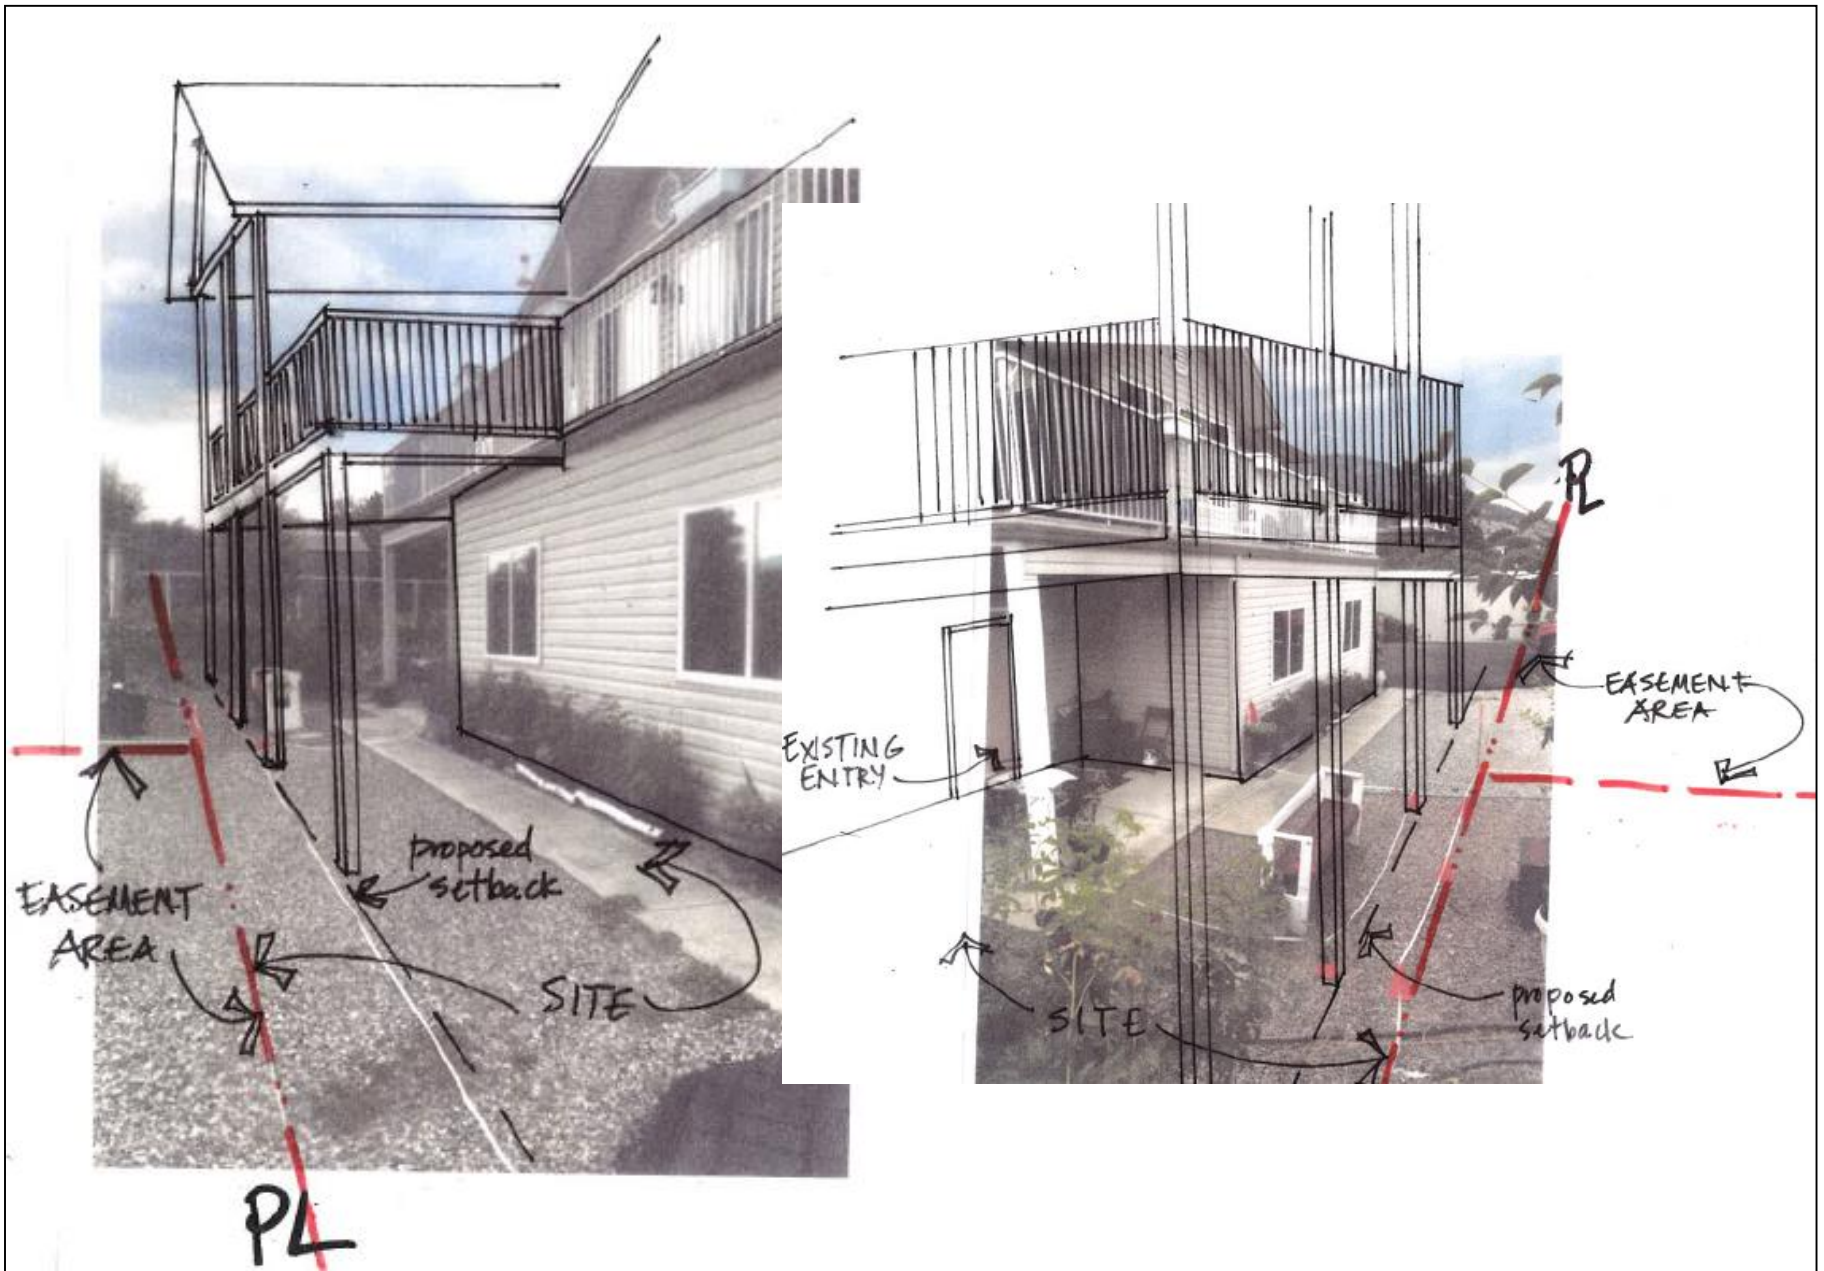 proposed
setback
EASEMENT
AREA
SITE
PL
PL
EASEMENT
AREA
EXISTING
ENTRY
SITE
proposed
setback